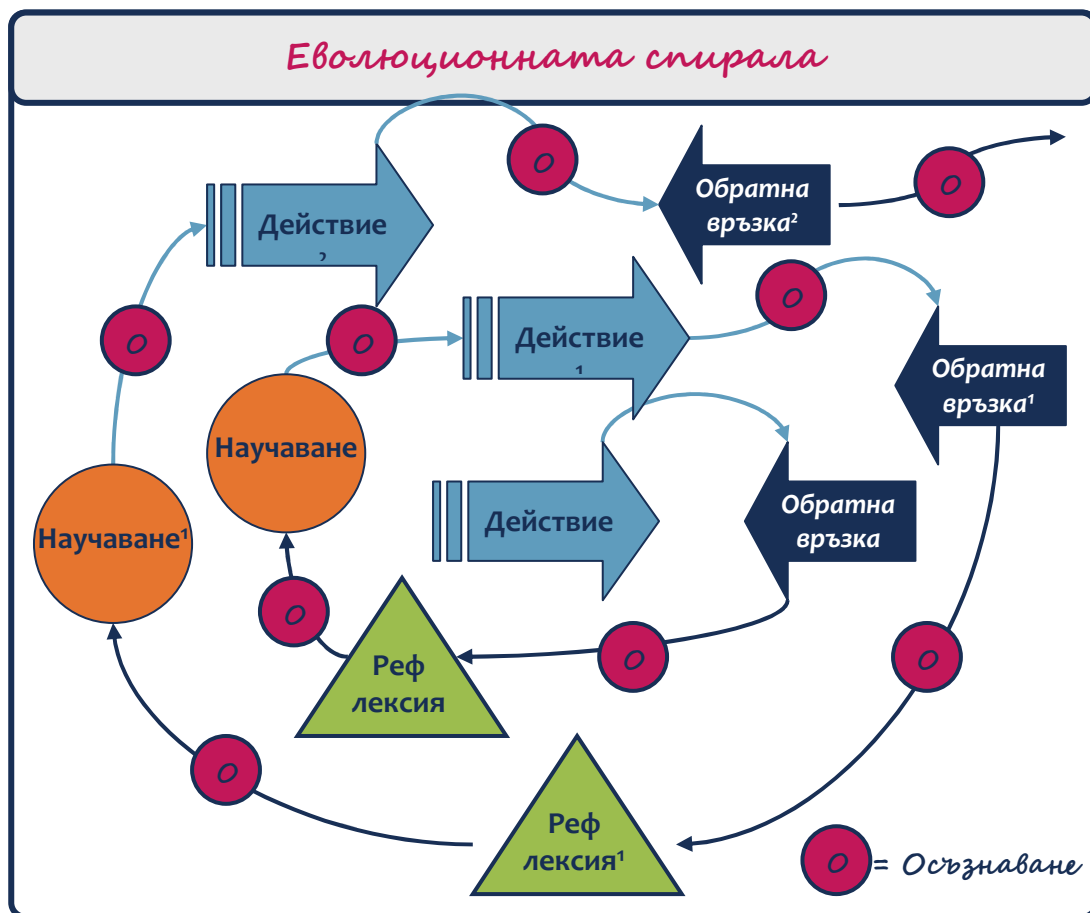 Еволюционната спирала
О
О
Обратна
връзка²
Действие
2
О
О
О
Действие
1
Обратна
връзка¹
Научаване
Научаване¹
Действие
Обратна
връзка
О
О
О
Реф
лексия
О
Реф
лексия¹
О = Осъзнаване